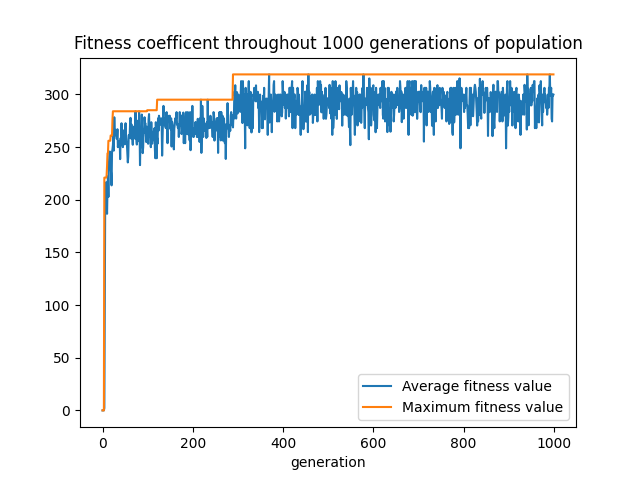 Fitness coefficent throughout 1000 generations of population
300
250
200
150
100
50
0
0 200 400 600 800 1000
generation
Average fitness value
Maximum fitness value